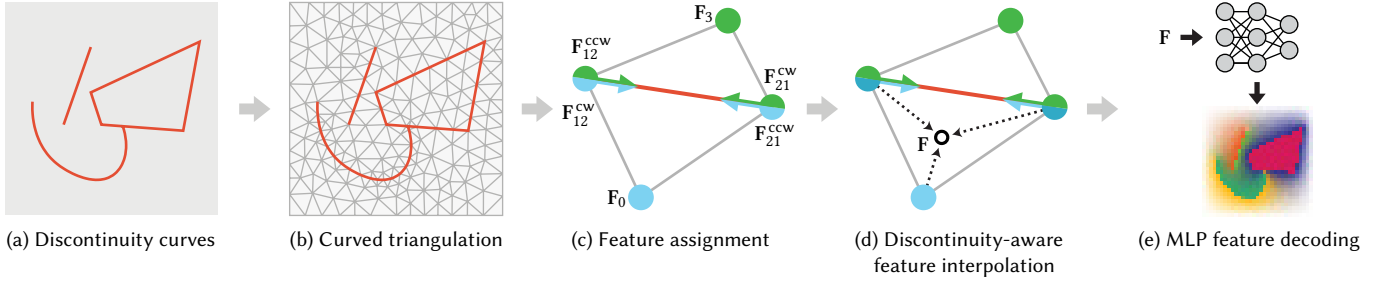 F₃
F₁₂ᶜᶜʷ
F₂₁ᶜʷ
F₁₂ᶜʷ
F₂₁ᶜᶜʷ
F₀
F
F
(a) Discontinuity curves
(b) Curved triangulation
(c) Feature assignment
(d) Discontinuity-aware
feature interpolation
(e) MLP feature decoding